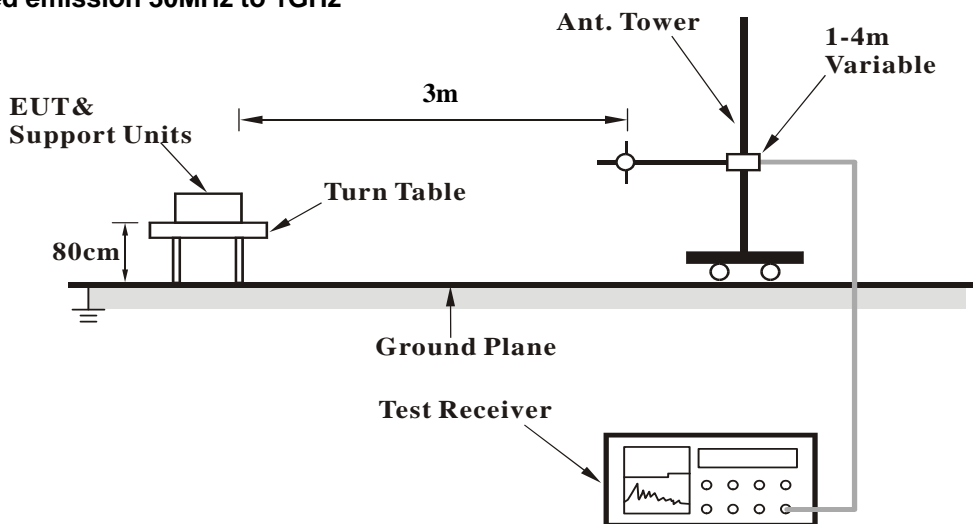 emission 30MHz to 1GHz
Ant. Tower
1-4m
Variable
3m
EUT&
Support Units
Turn Table
80cm
Ground Plane
Test Receiver